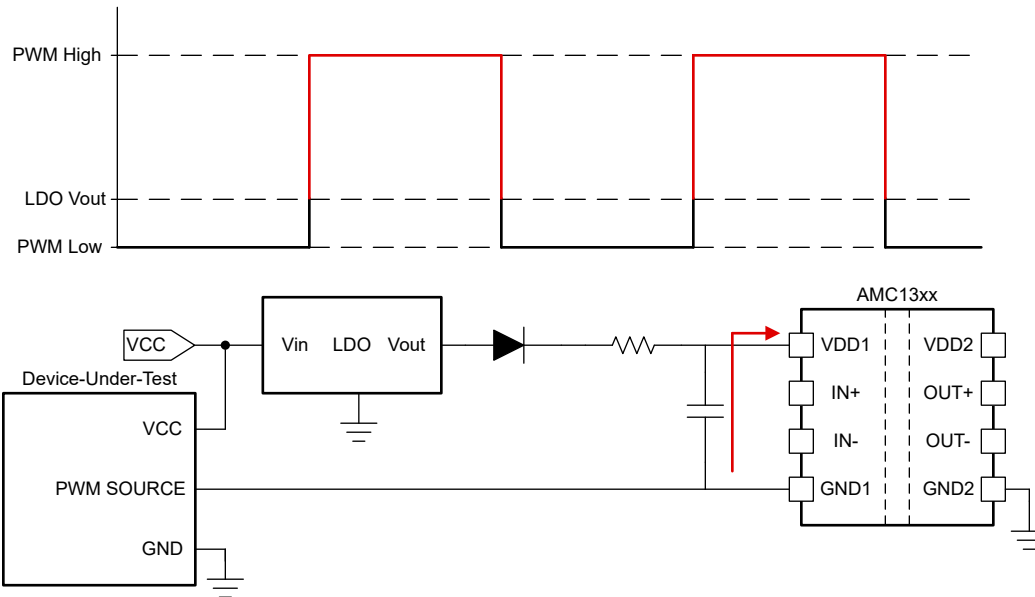 PWM High
LDO Vout
PWM Low
AMC13xx
VCC
Vin LDO Vout
VDD1 VDD2
Device-Under-Test
IN+ OUT+
VCC
IN- OUT-
PWM SOURCE
GND1 GND2
GND